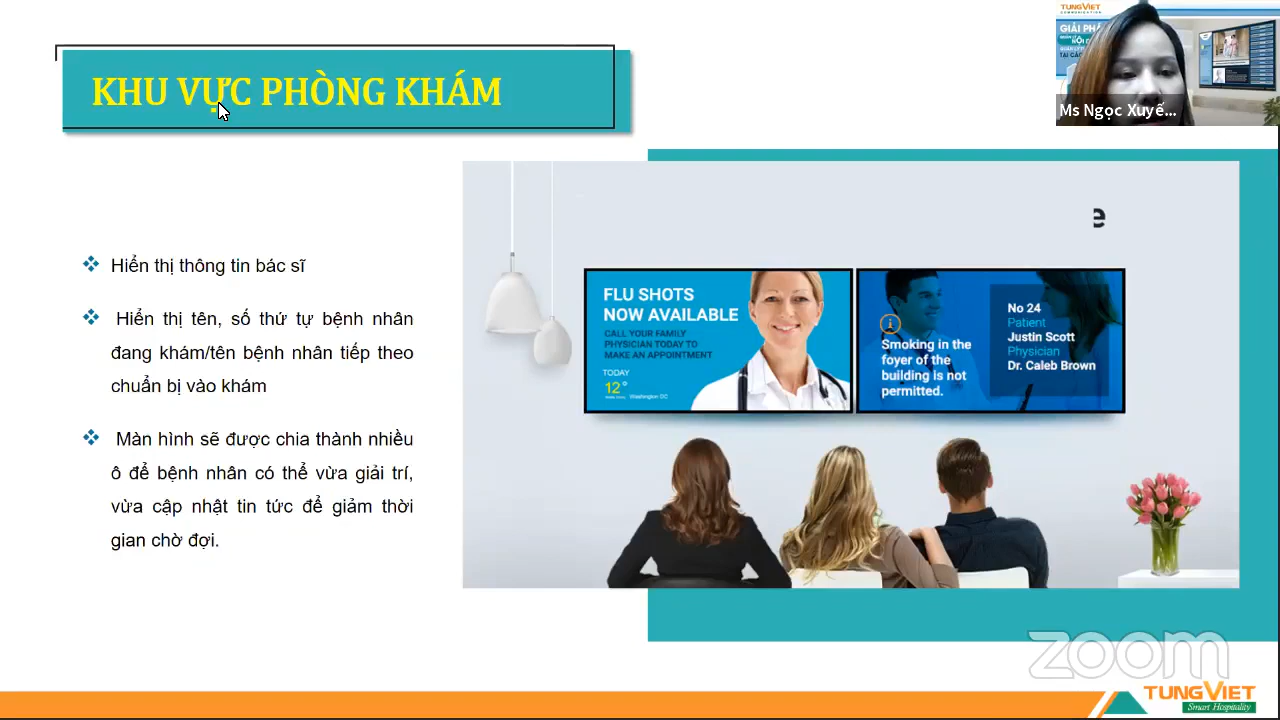 KHU VỰC PHÒNG KHÁM
TUNGVIET
GIẢI PHÁ
Ms Ngọc Xuyế...
Hiển thị thông tin bác sĩ
Hiển thị tên, số thứ tự bệnh nhân
đang khám/tên bệnh nhân tiếp theo
chuẩn bị vào khám
Màn hình sẽ được chia thành nhiều
ô để bệnh nhân có thể vừa giải trí,
vừa cập nhật tin tức để giảm thời
gian chờ đợi.
e
FLU SHOTS
NOW AVAILABLE
CALL YOUR FAMILY
PHYSICIAN TODAY TO
MAKE AN APPOINTMENT
TODAY
12°
Washington DC
Smoking in the
foyer of the
building is not
permitted.
No 24
Patient
Justin Scott
Physician
Dr. Caleb Brown
zoom
TUNGVIET
Smart Hospitality